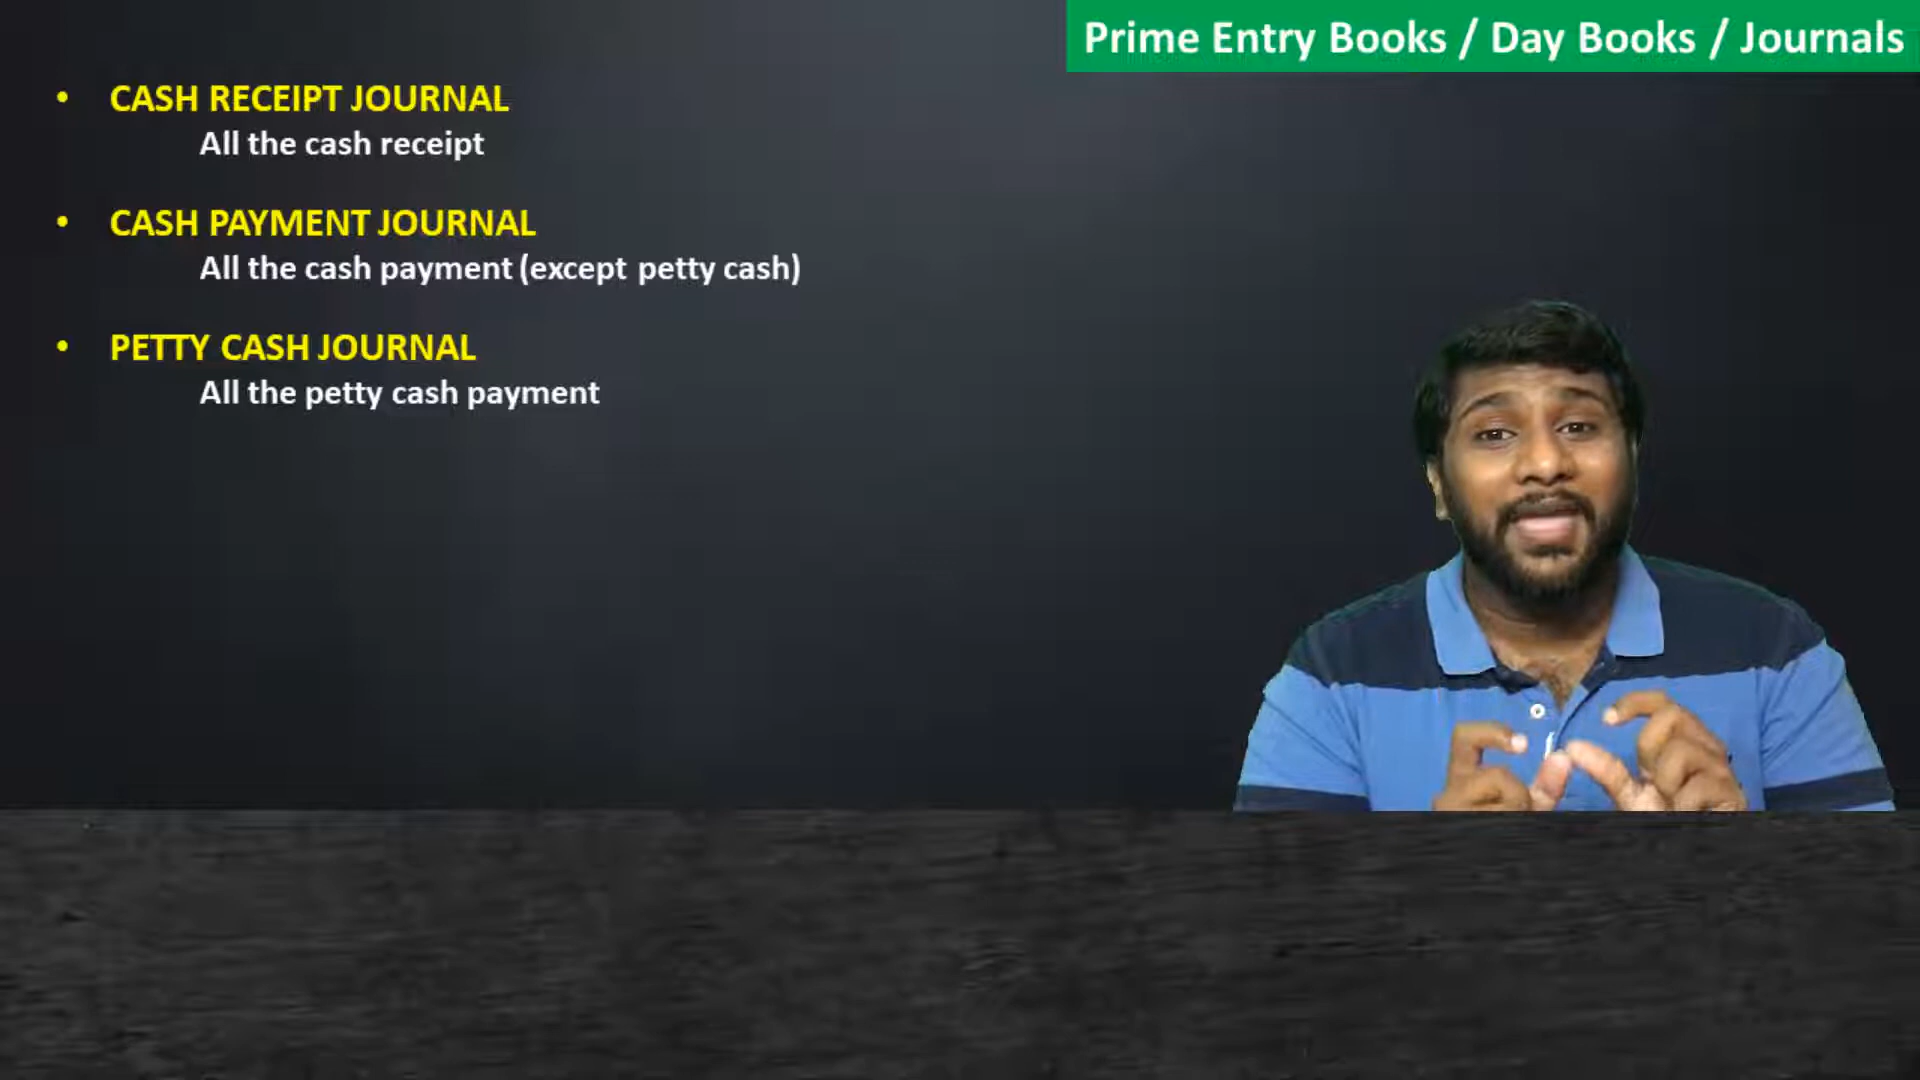 Prime Entry Books / Day Books / Journals
• CASH RECEIPT JOURNAL
All the cash receipt
• CASH PAYMENT JOURNAL
All the cash payment (except petty cash)
• PETTY CASH JOURNAL
All the petty cash payment